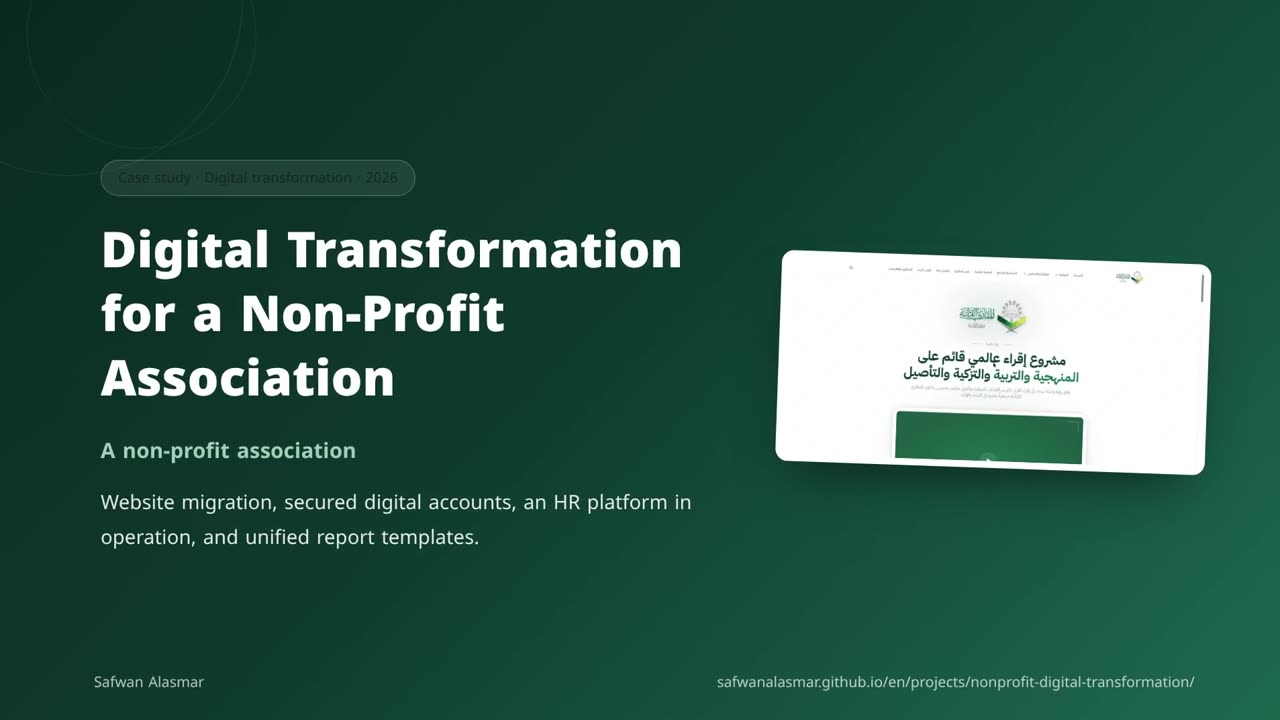 Case study · Digital transformation · 2026
Digital Transformation
for a Non-Profit
Association
A non-profit association
Website migration, secured digital accounts, an HR platform in
operation, and unified report templates.
مشروع إقراء عالمي قائم على
المنهجية والتربية والتزكية والتأصيل
Safwan Alasmar
safwanalasmar.github.io/en/projects/nonprofit-digital-transformation/